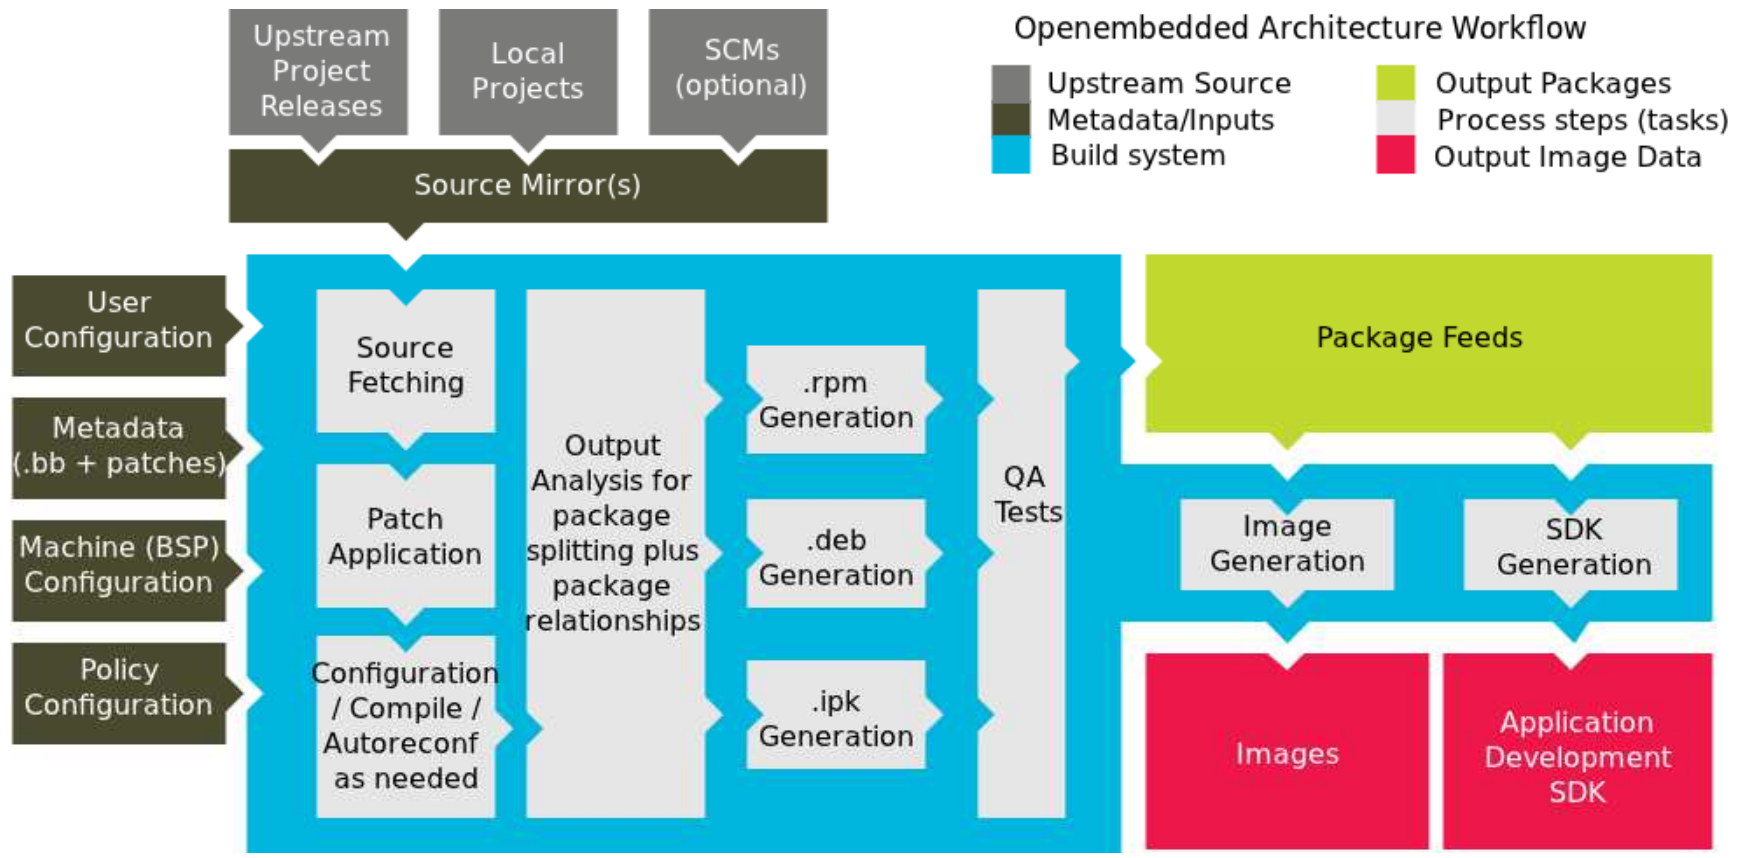 Upstream
Project
Releases
Local
Projects
SCMs
(optional)
Openembedded Architecture Workflow
Upstream Source
Metadata/Inputs
Build system
Output Packages
Process steps (tasks)
Output Image Data
Source Mirror(s)
User
Configuration
Metadata
(.bb + patches)
Machine (BSP)
Configuration
Policy
Configuration
Source
Fetching
Patch
Application
Configuration
/ Compile /
Autoreconf
as needed
Output
Analysis for
package
splitting plus
package
relationships
.rpm
Generation
.deb
Generation
.ipk
Generation
QA
Tests
Package Feeds
Image
Generation
SDK
Generation
Images
Application
Development
SDK